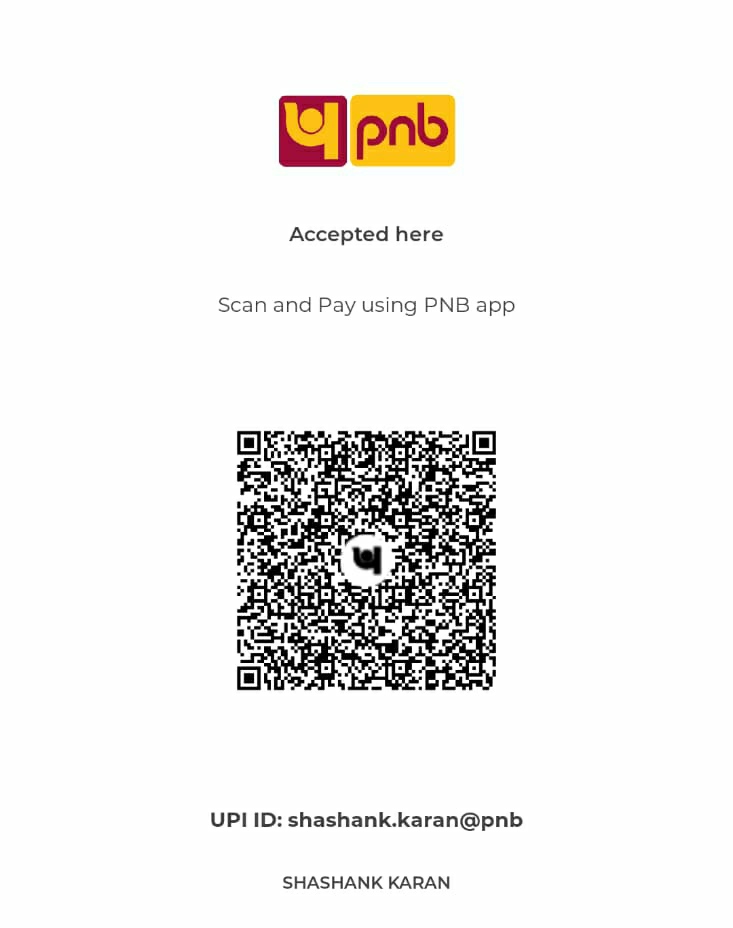 pnb
Accepted here
Scan and Pay using PNB app
UPI ID: shashank.karan@pnb
SHASHANK KARAN